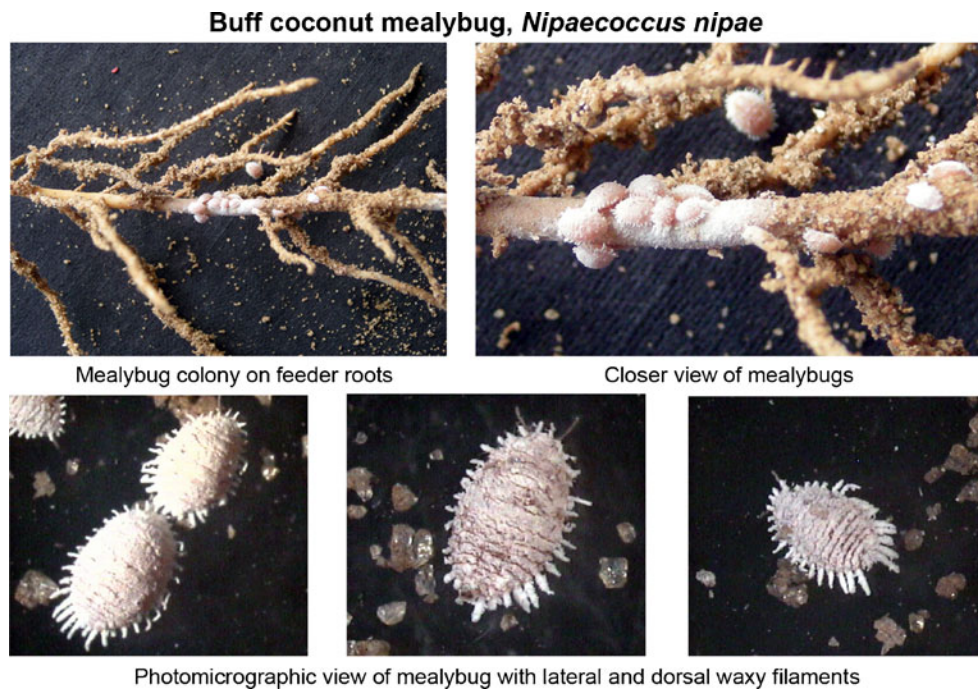 Buff coconut mealybug, Nipaecoccus nipae
Mealybug colony on feeder roots
Closer view of mealybugs
Photomicrographic view of mealybug with lateral and dorsal waxy filaments